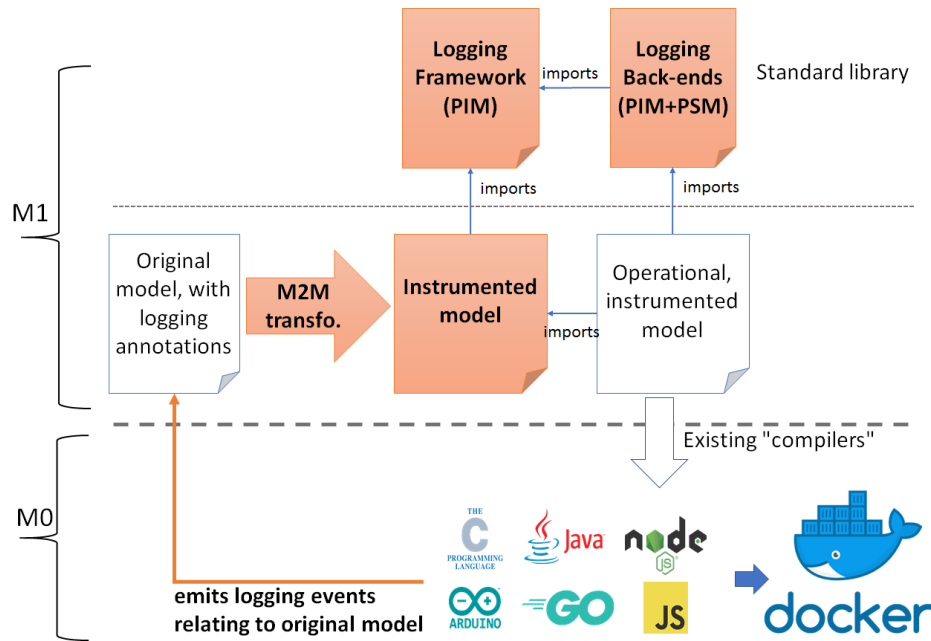 Logging
Framework
(PIM)
imports
Logging
Back-ends
(PIM+PSM)
Standard library
imports
imports
M1
Original
model, with
logging
annotations
M2M
transfo.
Instrumented
model
imports
Operational,
instrumented
model
Existing "compilers"
M0
THE
C
PROGRAMMING
LANGUAGE
Java
node
JS
ARDUINO
GO
JS
docker
emits logging events
relating to original model